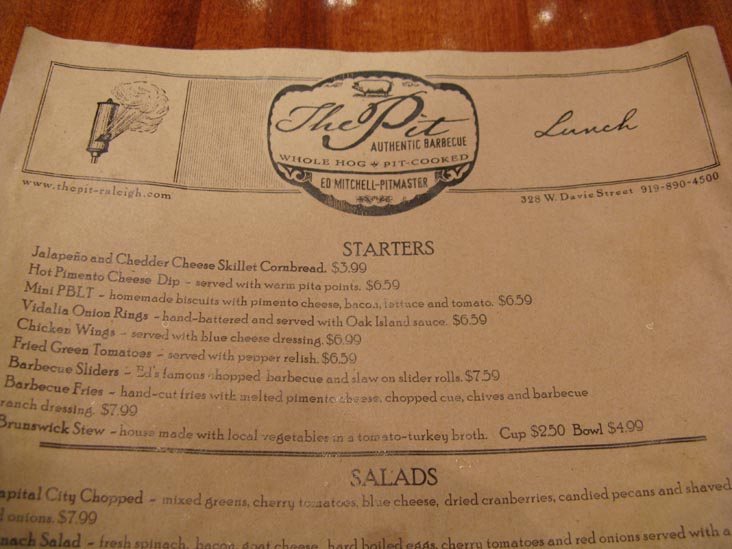 The Pit
AUTHENTIC BARBECUE
WHOLE HOG PIT-COOKED
ED MITCHELL-PITMASTER
Lunch
www.thepit-raleigh.com
328 W. Davie Street 919-890-4500
STARTERS
Jalapeño and Chedder Cheese Skillet Cornbread. $3.99
Hot Pimento Cheese Dip - served with warm pita points. $6.59
Mini PBLT - homemade biscuits with pimento cheese, bacon, lettuce and tomato. $6.59
Vidalia Onion Rings - hand-battered and served with Oak Island sauce. $6.59
Chicken Wings - served with blue cheese dressing. $6.99
Fried Green Tomatoes - served with pepper relish. $6.59
Barbecue Sliders - Ed's famous chopped barbecue and slaw on slider rolls. $7.59
Barbecue Fries - hand-cut fries with melted pimento cheese, chopped cue, chives and barbecue
ranch dressing. $7.99
Brunswick Stew - house made with local vegetables in a tomato-turkey broth. Cup $2.50 Bowl $4.99
SALADS
apital City Chopped - mixed greens, cherry tomatoes, blue cheese, dried cranberries, candied pecans and shaved
d onions. $7.99
nach Salad - fresh spinach, bacon, goat cheese, hard boiled eggs, cherry tomatoes and red onions served with a